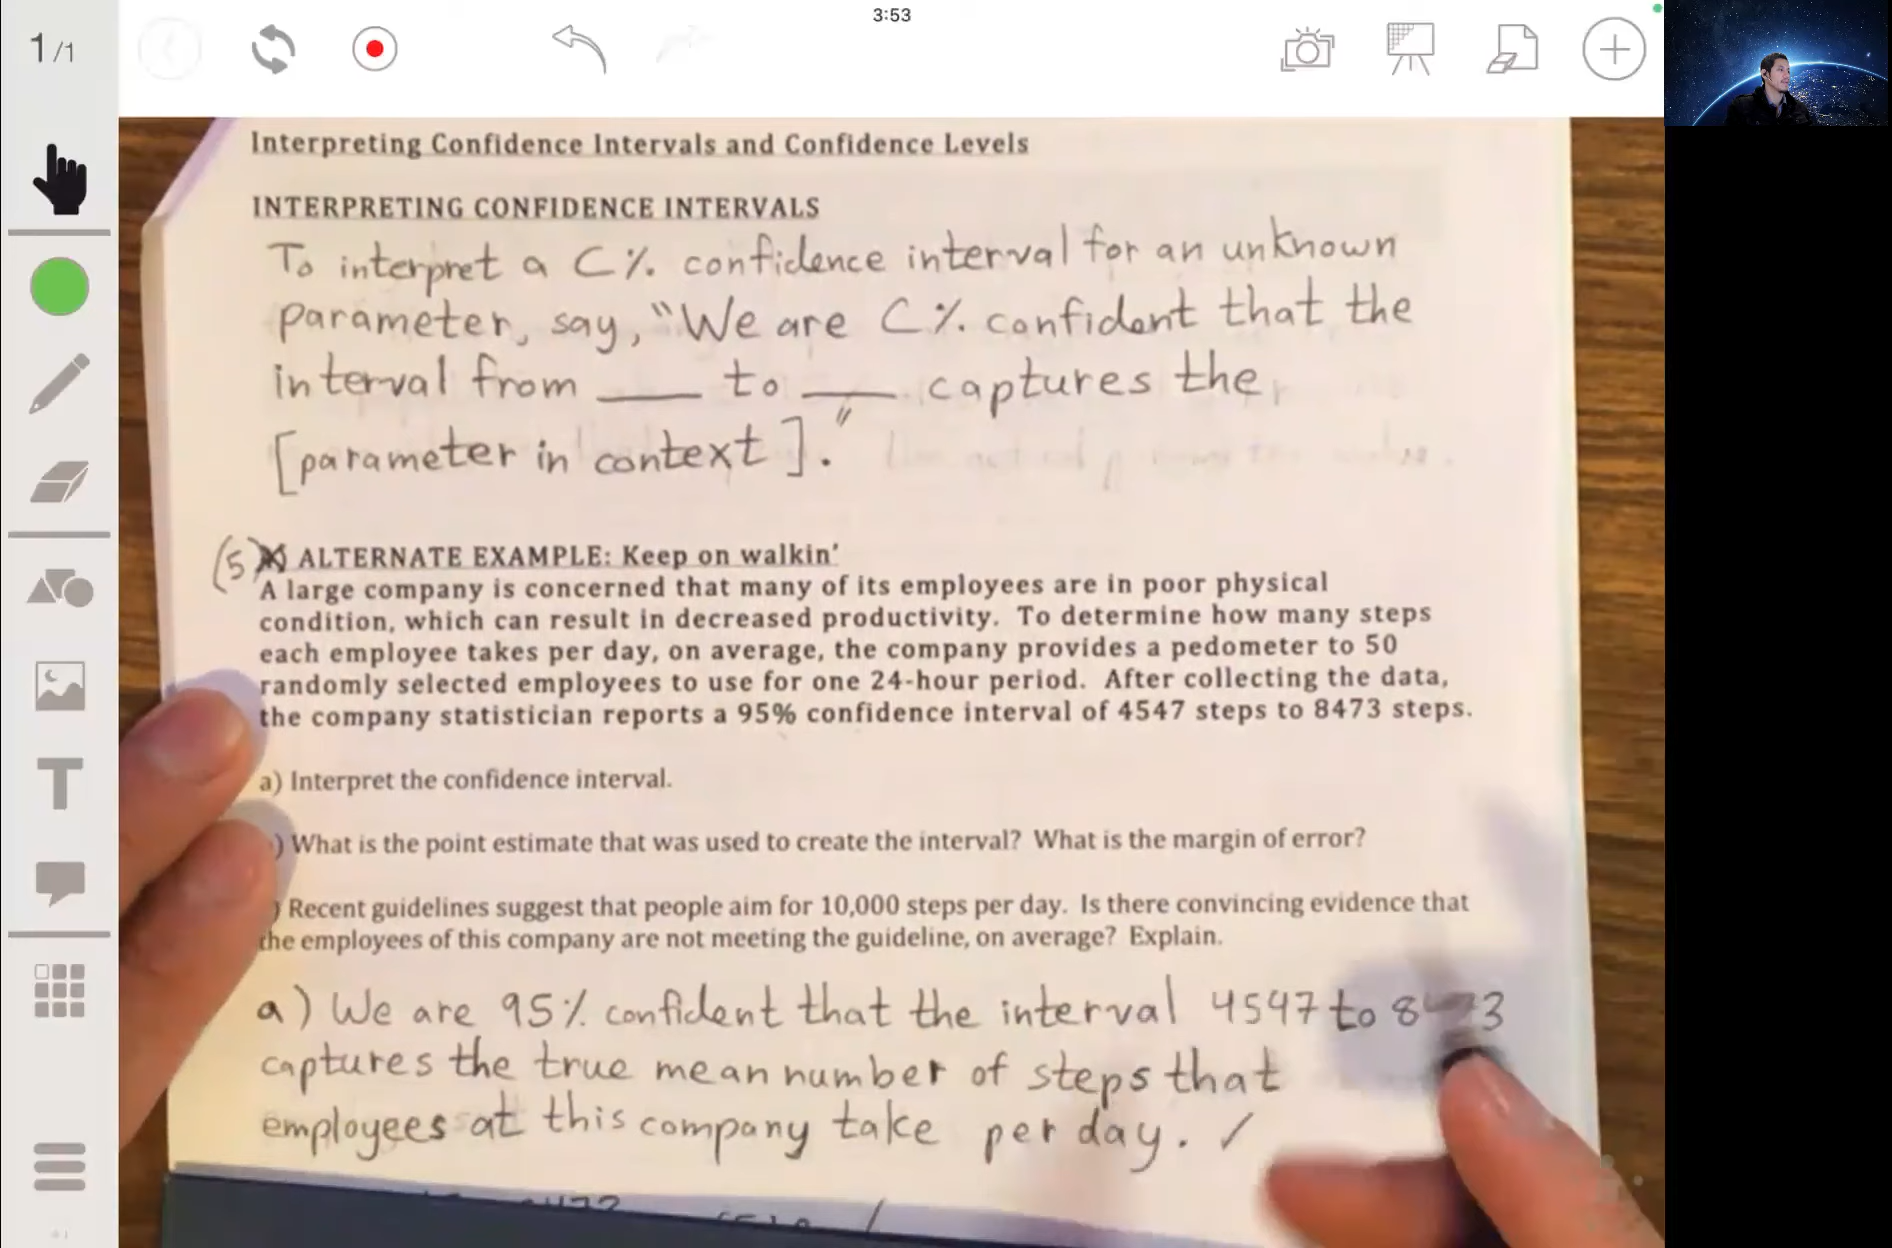 3:53
1/1
Interpreting Confidence Intervals and Confidence Levels
INTERPRETING CONFIDENCE INTERVALS
To interpret a C% confidence interval for an unknown
parameter, say, "We are C% confident that the
interval from ___ to ___ captures the
[parameter in context]."
(5) ALTERNATE EXAMPLE: Keep on walkin'
A large company is concerned that many of its employees are in poor physical
condition, which can result in decreased productivity. To determine how many steps
each employee takes per day, on average, the company provides a pedometer to 50
randomly selected employees to use for one 24-hour period. After collecting the data,
the company statistician reports a 95% confidence interval of 4547 steps to 8473 steps.
a) Interpret the confidence interval.
) What is the point estimate that was used to create the interval? What is the margin of error?
) Recent guidelines suggest that people aim for 10,000 steps per day. Is there convincing evidence that
the employees of this company are not meeting the guideline, on average? Explain.
a) We are 95% confident that the interval 4547 to 8473
captures the true mean number of steps that
employees at this company take per day. ✓
T